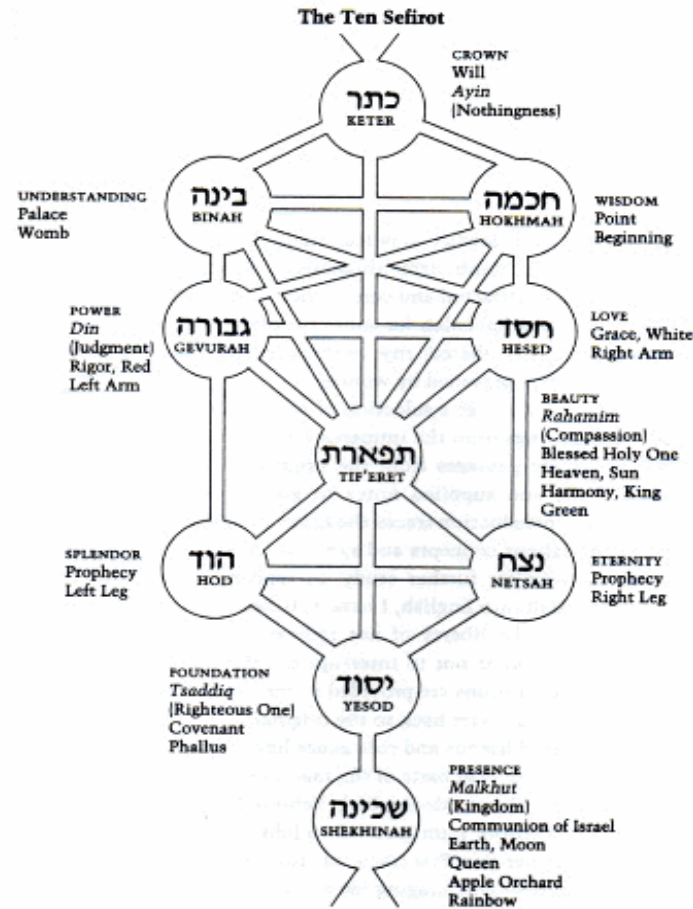 The Ten Sefirot
CROWN
Will
Ayin
(Nothingness)
כתר
KETER
UNDERSTANDING
Palace
Womb
בינה
BINAH
חכמה
HOKHMAH
WISDOM
Point
Beginning
POWER
Din
(Judgment)
Rigor, Red
Left Arm
גבורה
GEVURAH
חסד
HESED
LOVE
Grace, White
Right Arm
תפארת
TIF'ERET
BEAUTY
Rahamim
(Compassion)
Blessed Holy One
Heaven, Sun
Harmony, King
Green
SPLENDOR
Prophecy
Left Leg
הוד
HOD
נצח
NETSAH
ETERNITY
Prophecy
Right Leg
FOUNDATION
Tsaddiq
(Righteous One)
Covenant
Phallus
יסוד
YESOD
שכינה
SHEKHINAH
PRESENCE
Malkhut
(Kingdom)
Communion of Israel
Earth, Moon
Queen
Apple Orchard
Rainbow